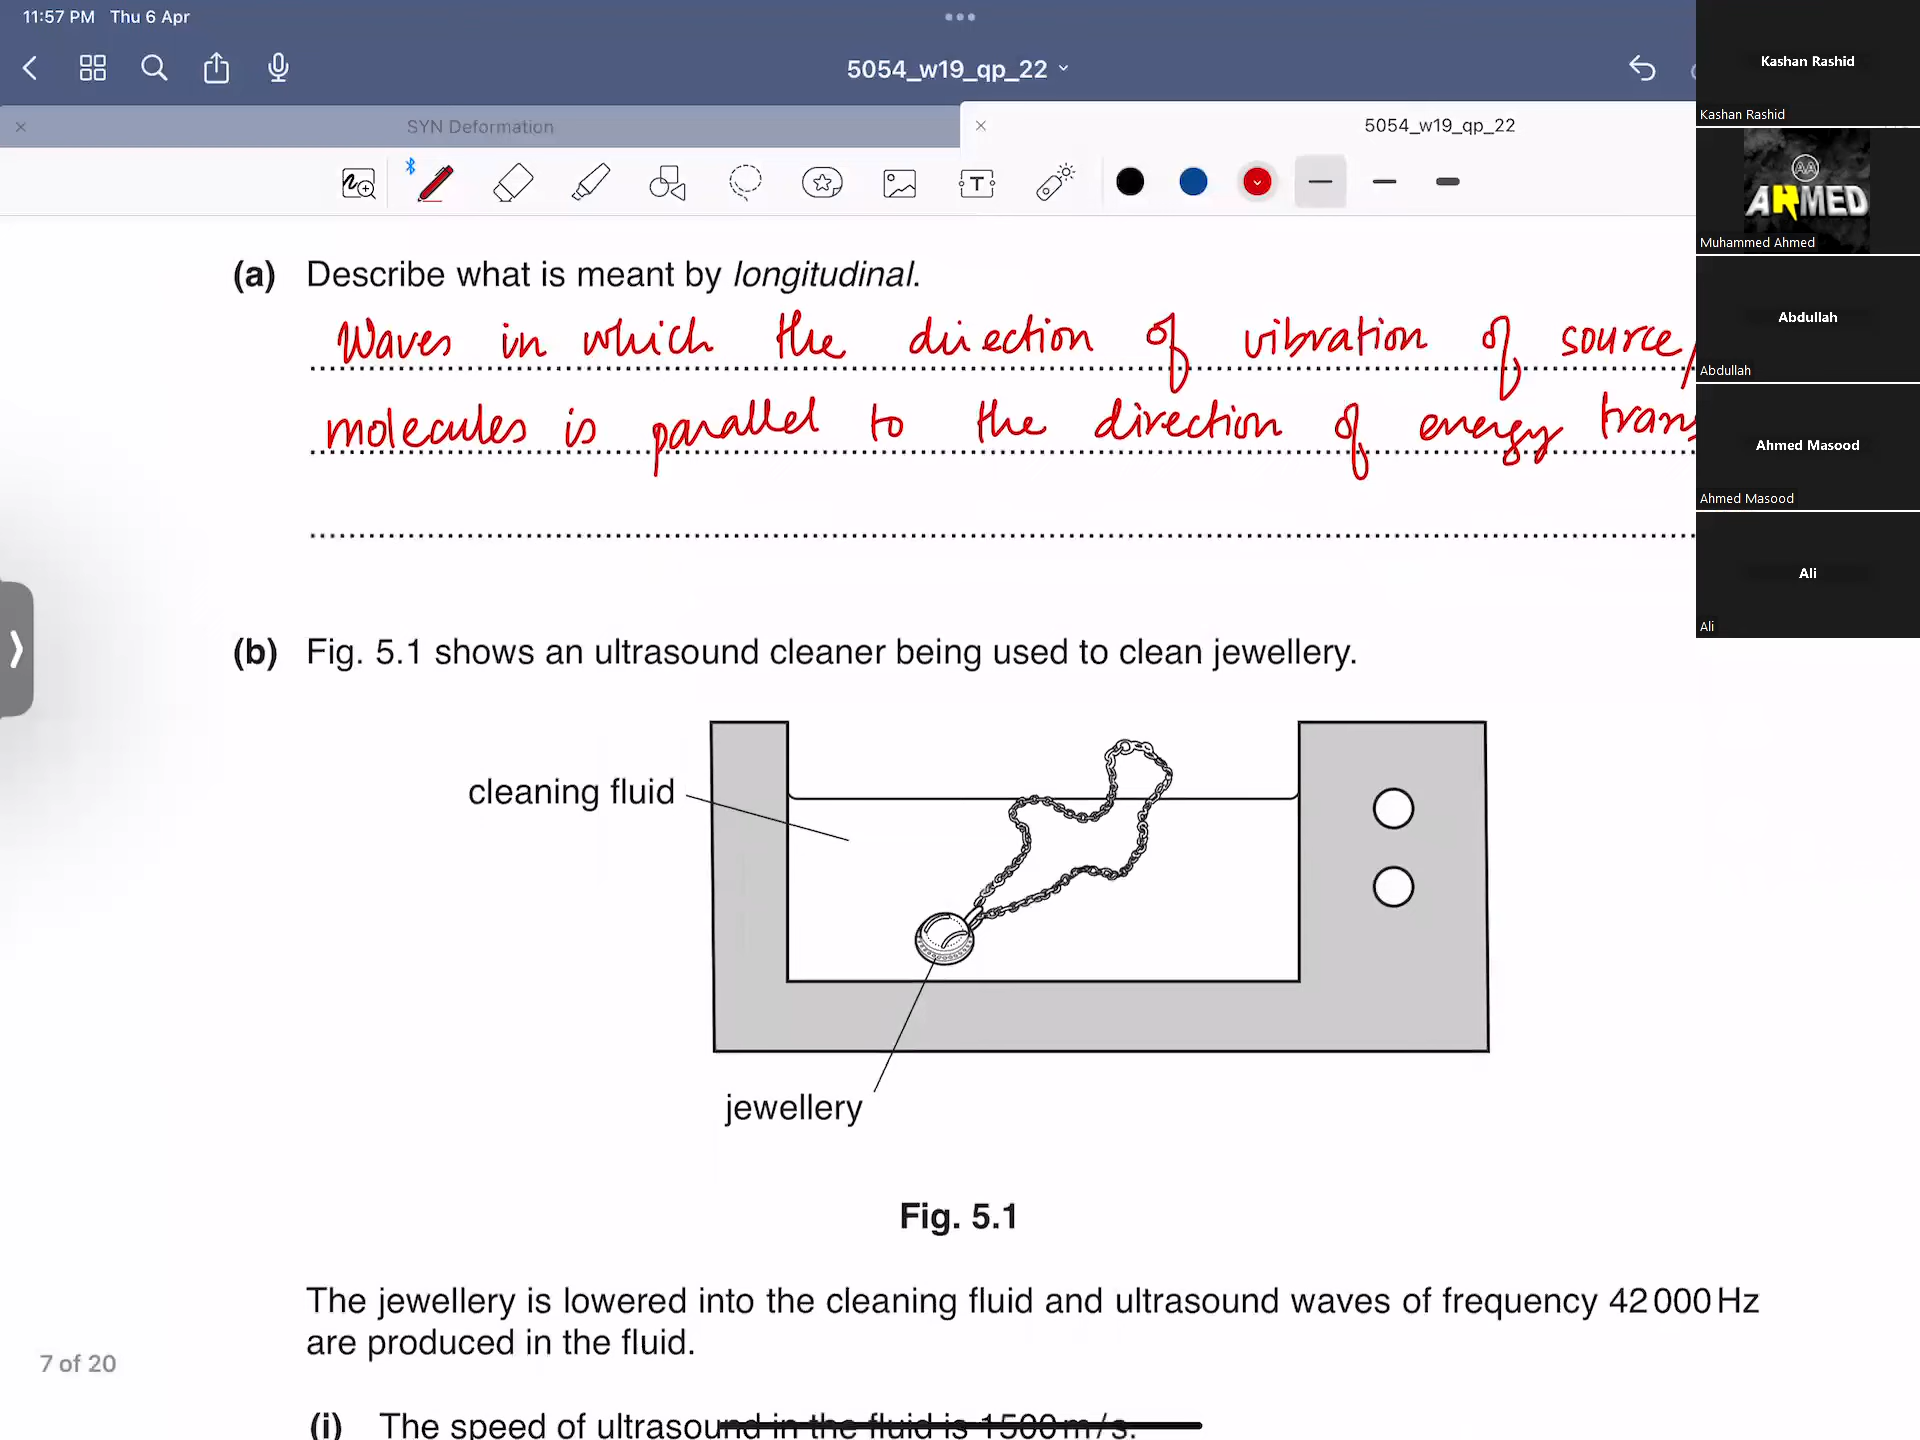 11:57 PM Thu 6 Apr
5054_w19_qp_22
SYN Deformation
5054_w19_qp_22
T
Kashan Rashid
Kashan Rashid
AA
AHMED
Muhammed Ahmed
Abdullah
Abdullah
Ahmed Masood
Ahmed Masood
Ali
Ali
(a) Describe what is meant by longitudinal.
Waves in which the direction of vibration of source/
molecules is parallel to the direction of energy trans
(b) Fig. 5.1 shows an ultrasound cleaner being used to clean jewellery.
cleaning fluid
jewellery
Fig. 5.1
The jewellery is lowered into the cleaning fluid and ultrasound waves of frequency 42 000 Hz
are produced in the fluid.
7 of 20
(i) The speed of ultrasound in the fluid is 1500 m/s.